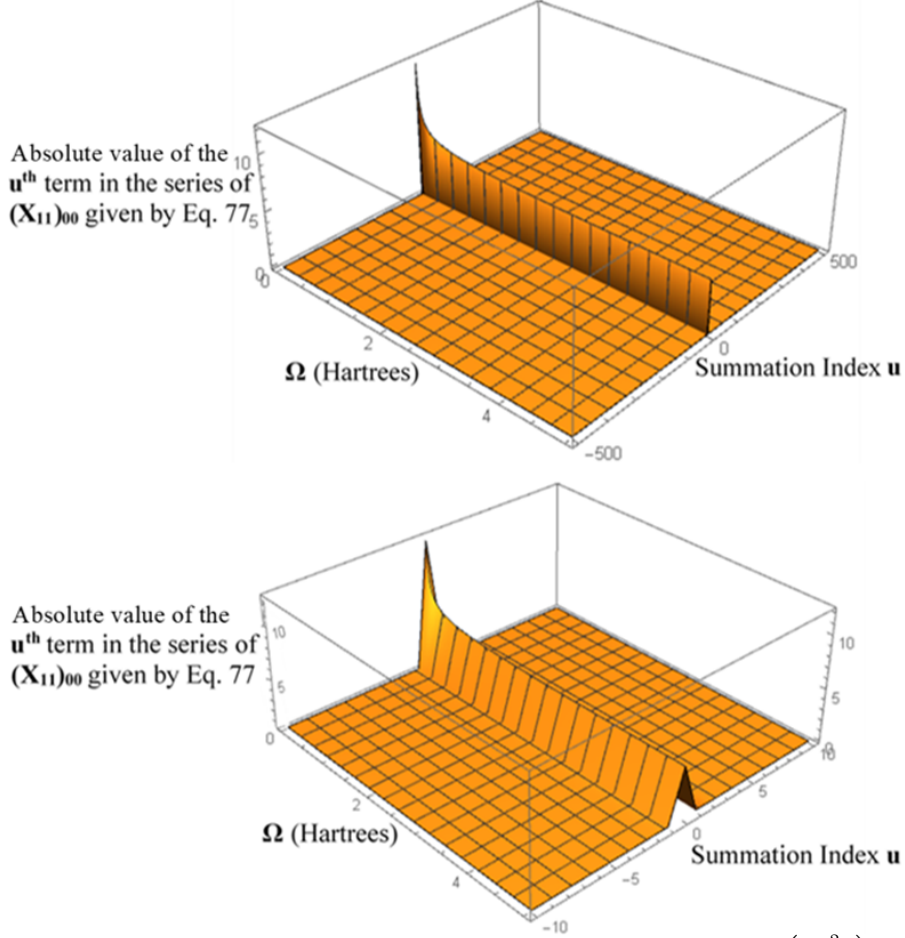 Absolute value of the
uth term in the series of
(X11)00 given by Eq. 77
10
5
0
0
2
4
Ω (Hartrees)
500
0
-500
Summation Index u
Absolute value of the
uth term in the series of
(X11)00 given by Eq. 77
10
5
0
2
4
Ω (Hartrees)
10
5
0
10
5
0
-5
-10
Summation Index u